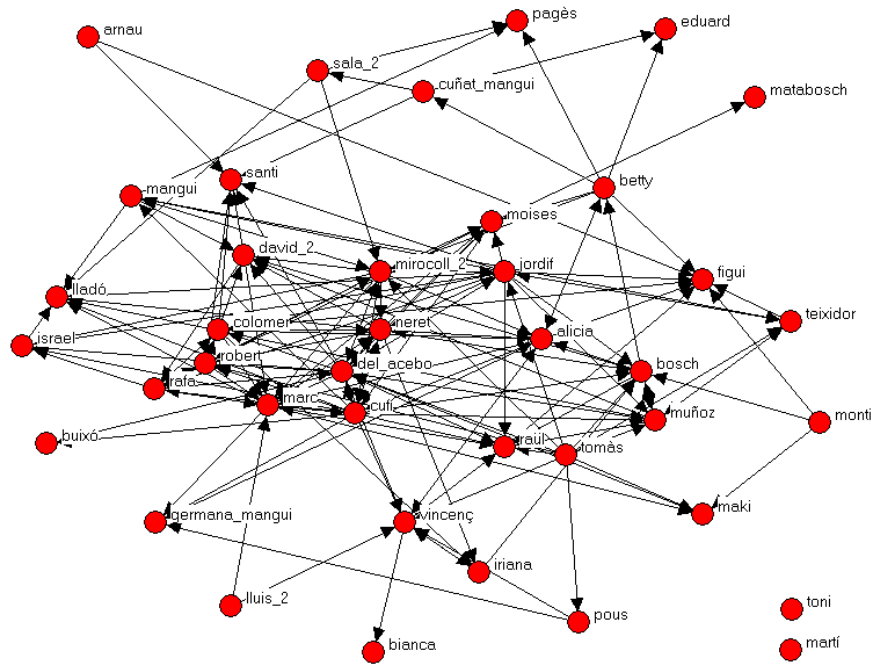 pagès
eduard
arnau
sala_2
cuñat_mangui
matabosch
santi
mangui
betty
moises
david_2
mirocoll_2
jordif
figui
lladó
teixidor
colomer
neret
alicia
israel
robert
del_acebo
bosch
rafa
marc
cufí
muñoz
monti
buixó
raül
tomàs
germana_mangui
vincenç
maki
iriana
lluis_2
toni
pous
bianca
martí